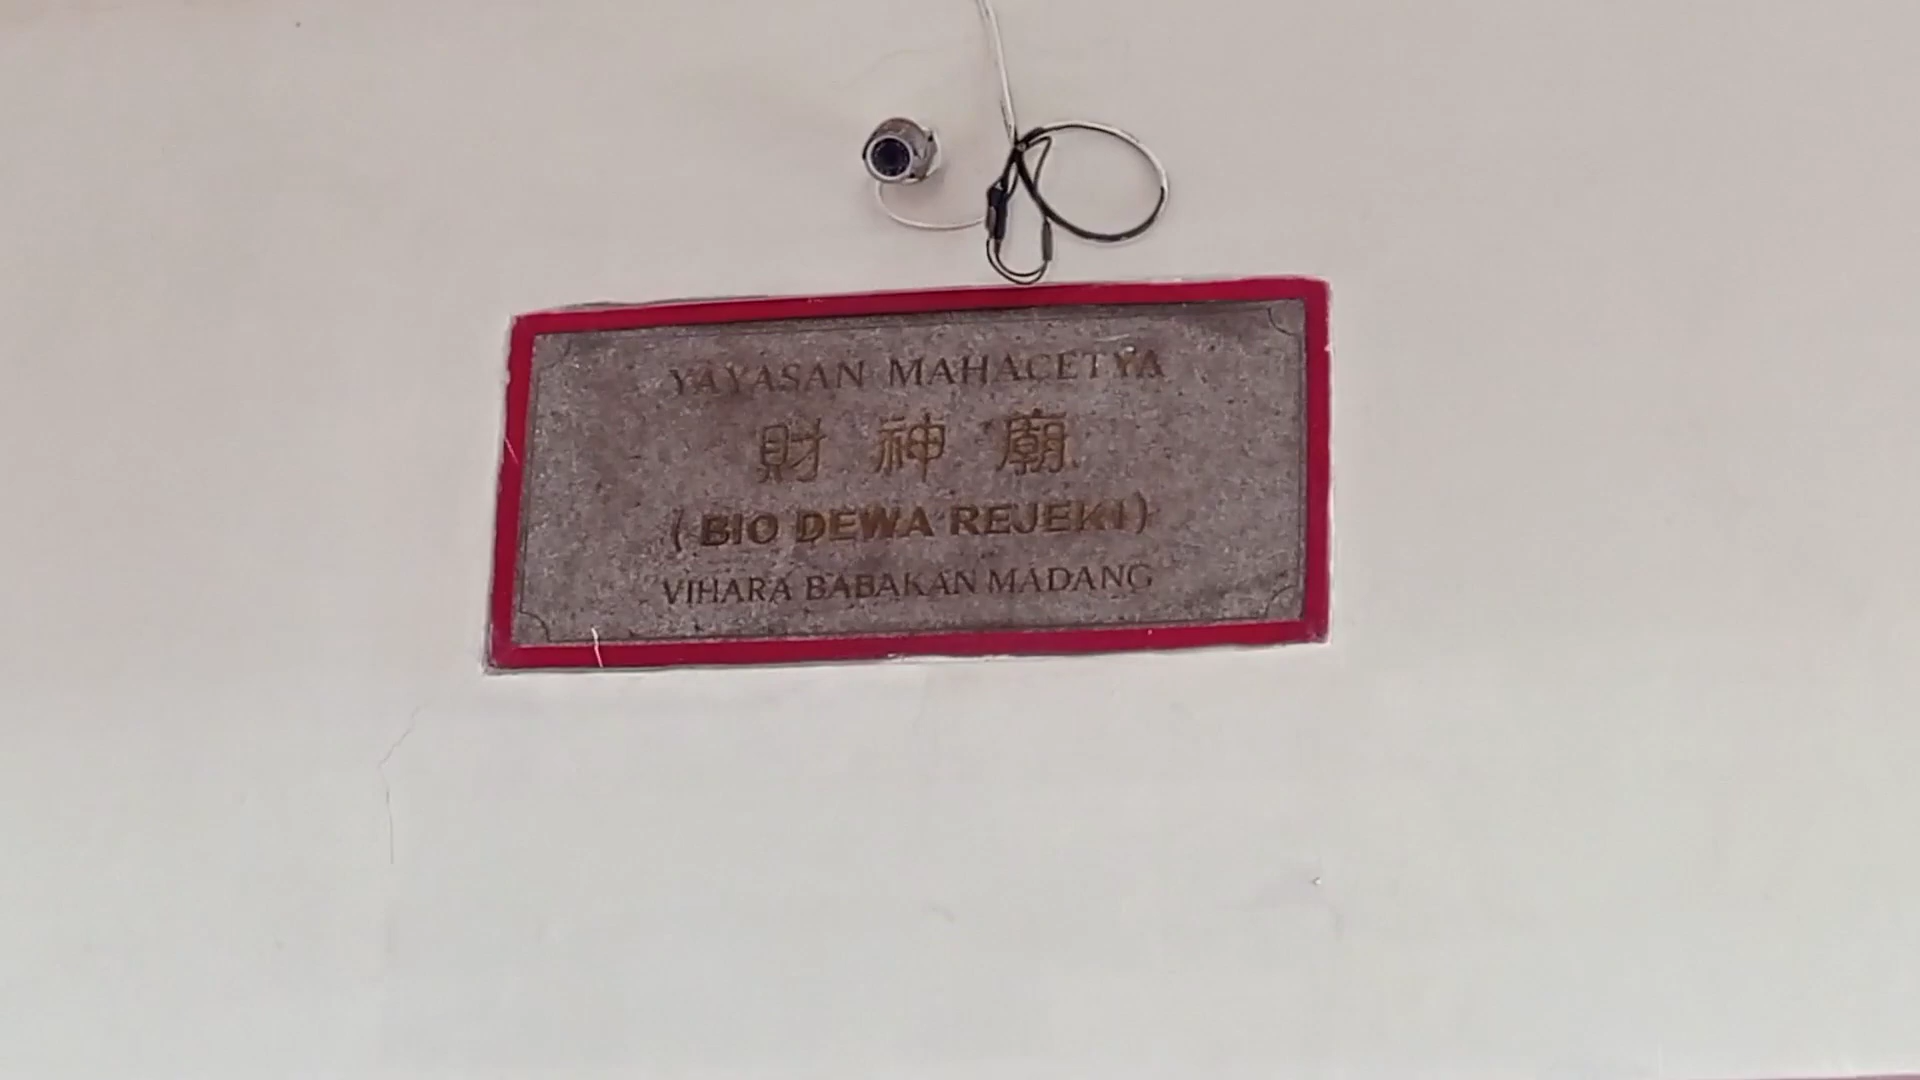 YAYASAN MAHACETYA
財神廟
(BIO DEWA REJEKI)
VIHARA BABAKAN MADANG